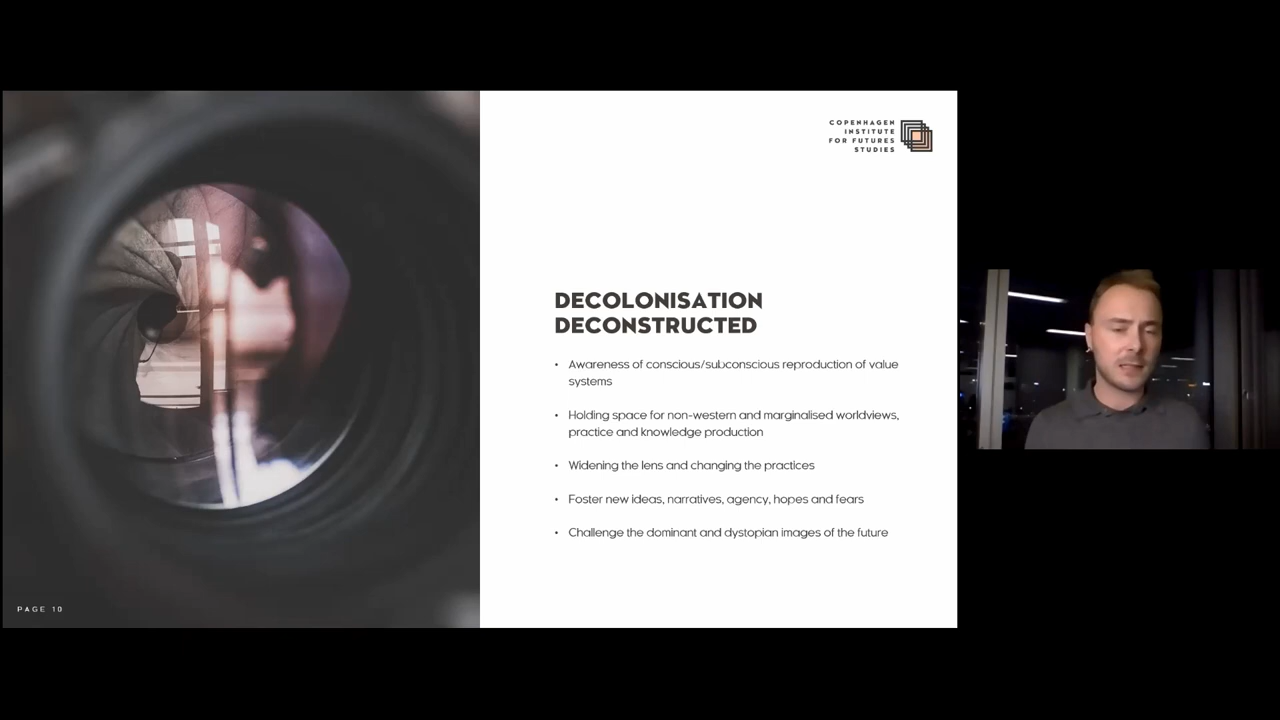 COPENHAGEN
INSTITUTE
FOR FUTURES
STUDIES
DECOLONISATION
DECONSTRUCTED
• Awareness of conscious/subconscious reproduction of value
systems
• Holding space for non-western and marginalised worldviews,
practice and knowledge production
• Widening the lens and changing the practices
• Foster new ideas, narratives, agency, hopes and fears
• Challenge the dominant and dystopian images of the future
PAGE 10